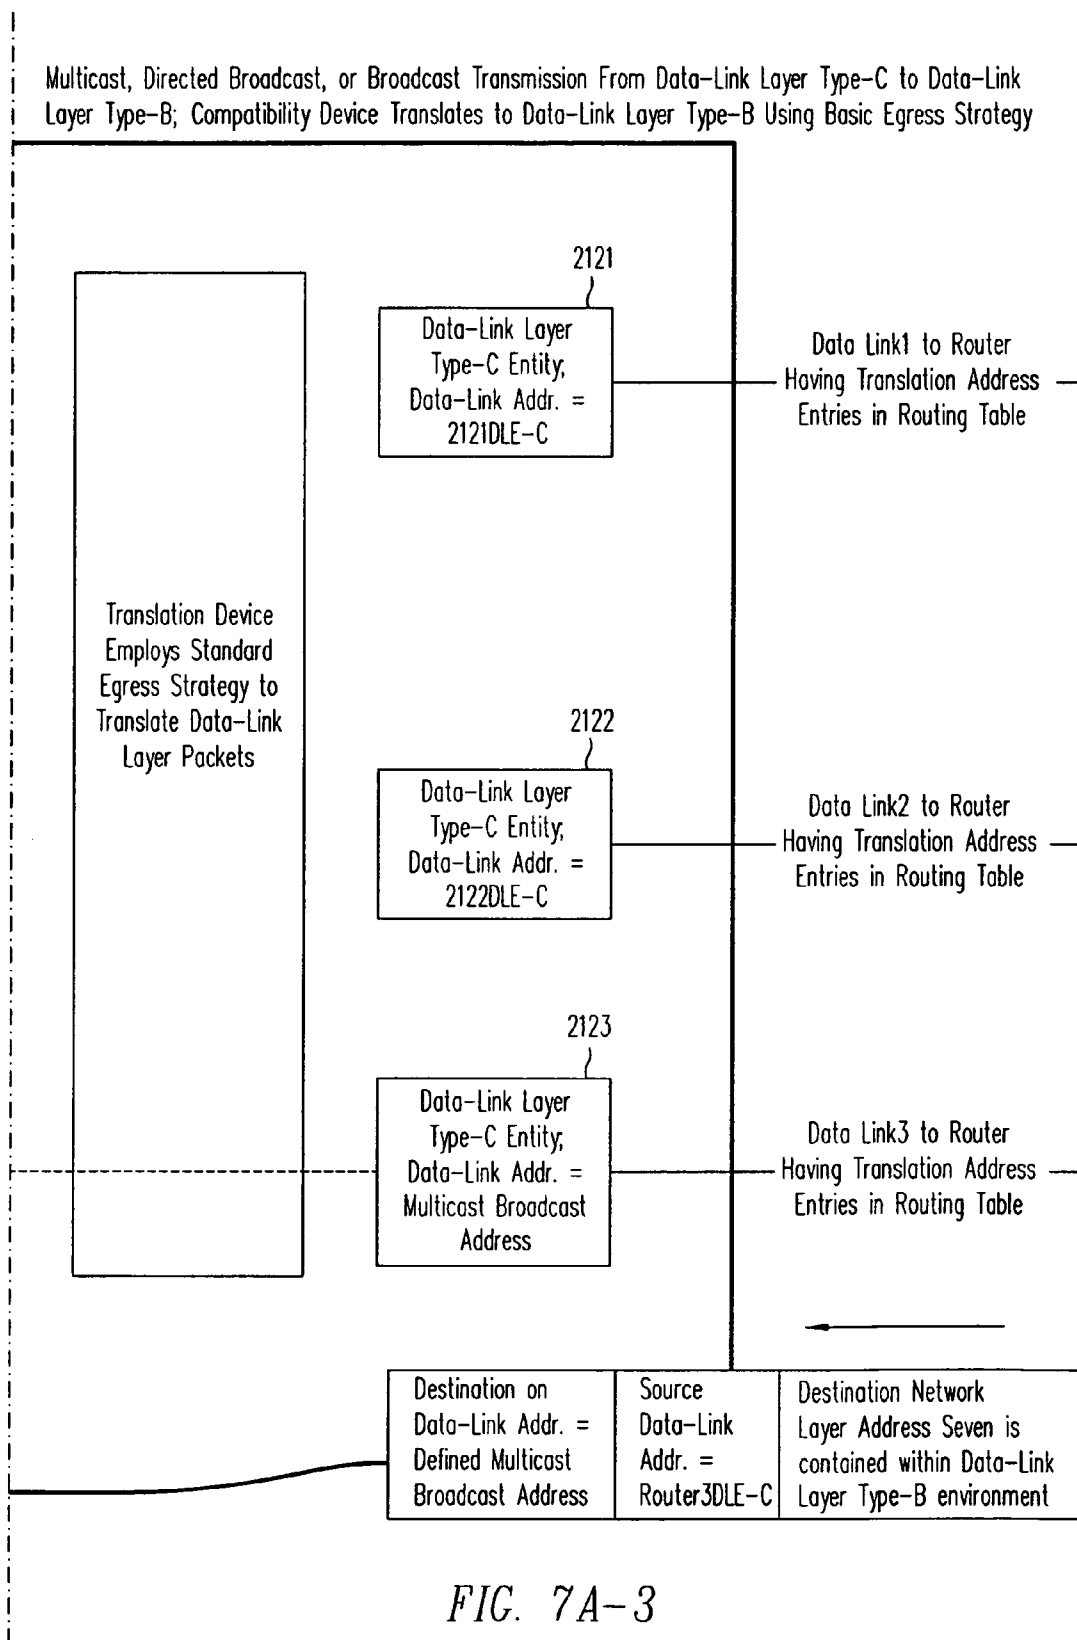 Multicast, Directed Broadcast, or Broadcast Transmission From Data-Link Layer Type-C to Data-Link
Layer Type-B; Compatibility Device Translates to Data-Link Layer Type-B Using Basic Egress Strategy
2121
Data-Link Layer
Type-C Entity;
Data-Link Addr. =
2121DLE-C
Data Link1 to Router
Having Translation Address
Entries in Routing Table
Translation Device
Employs Standard
Egress Strategy to
Translate Data-Link
Layer Packets
2122
Data-Link Layer
Type-C Entity;
Data-Link Addr. =
2122DLE-C
Data Link2 to Router
Having Translation Address
Entries in Routing Table
2123
Data-Link Layer
Type-C Entity;
Data-Link Addr. =
Multicast Broadcast
Address
Data Link3 to Router
Having Translation Address
Entries in Routing Table
Destination on
Data-Link Addr. =
Defined Multicast
Broadcast Address
Source
Data-Link
Addr. =
Router3DLE-C
Destination Network
Layer Address Seven is
contained within Data-Link
Layer Type-B environment
FIG. 7A-3